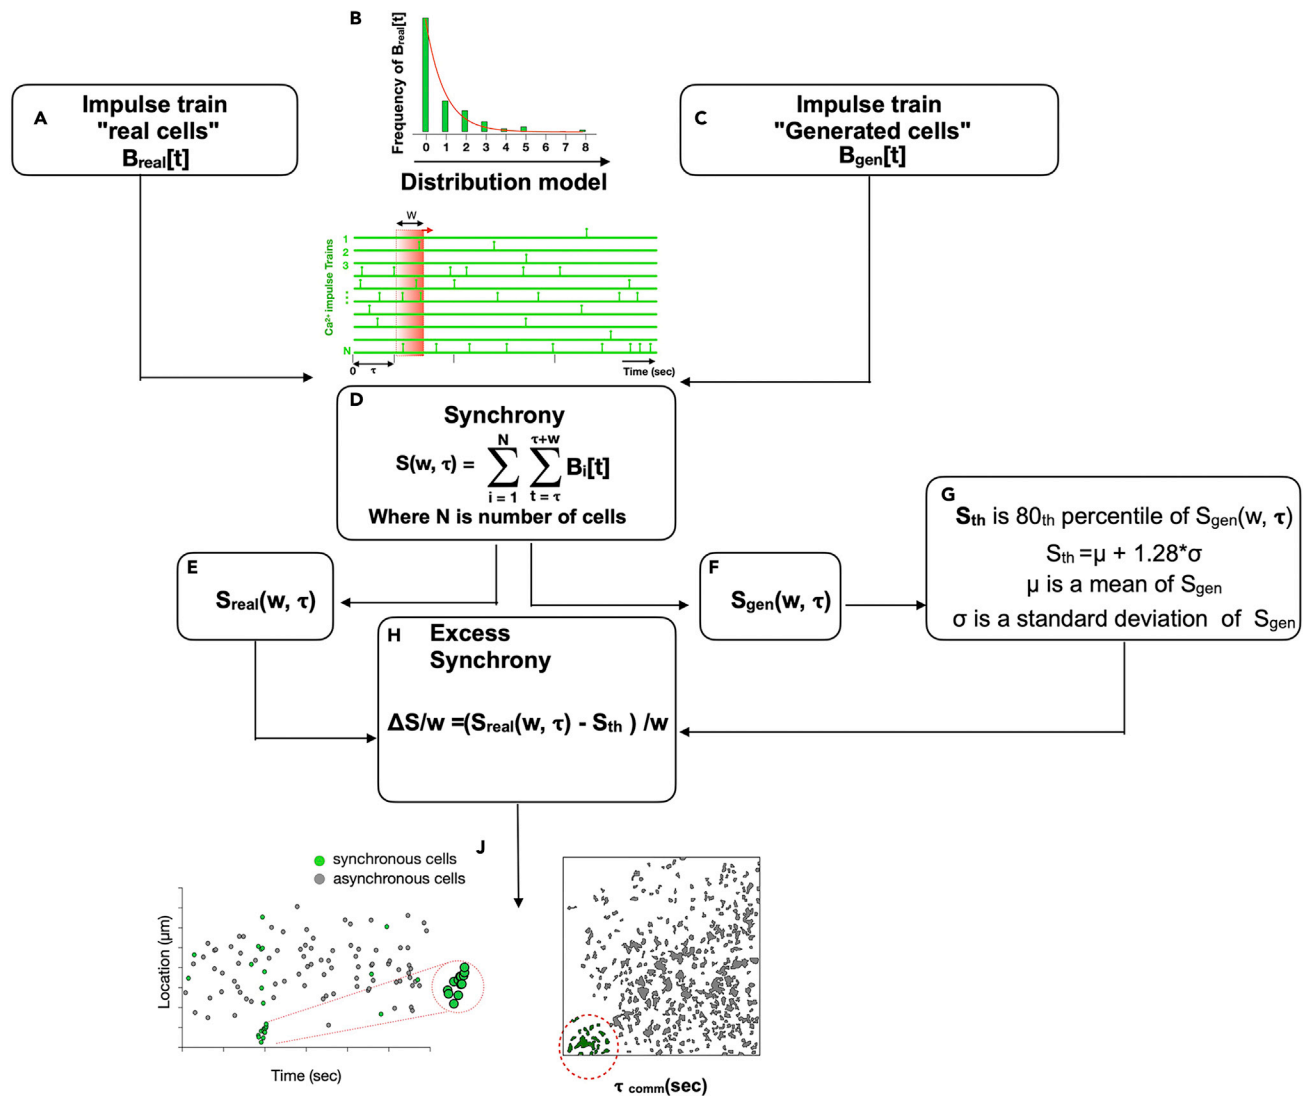 A
Impulse train
"real cells"
Breal[t]
B
Frequency of Breal[t]
0 1 2 3 4 5 6 7 8
Distribution model
C
Impulse train
"Generated cells"
Bgen[t]
w
Ca2+ impulse Trains
1
2
3
⋮
N
0
τ
Time (sec)
D
Synchrony
S(w, τ) = ∑ i = 1 N ∑ t = τ τ+w Bi[t]
Where N is number of cells
E
Sreal(w, τ)
F
Sgen(w, τ)
G
Sth is 80th percentile of Sgen(w, τ)
Sth =μ + 1.28*σ
μ is a mean of Sgen
σ is a standard deviation of Sgen
H
Excess
Synchrony
ΔS/w =(Sreal(w, τ) - Sth ) /w
J
synchronous cells
asynchronous cells
Location (μm)
Time (sec)
τ comm(sec)